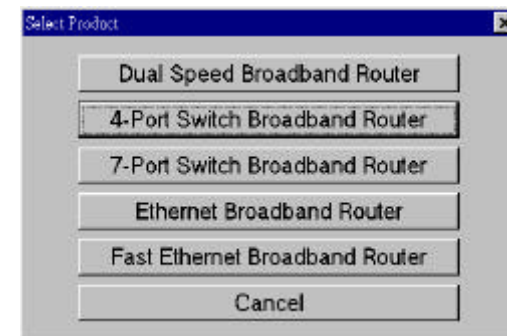 Select Product
Dual Speed Broadband Router
4-Port Switch Broadband Router
7-Port Switch Broadband Router
Ethernet Broadband Router
Fast Ethernet Broadband Router
Cancel